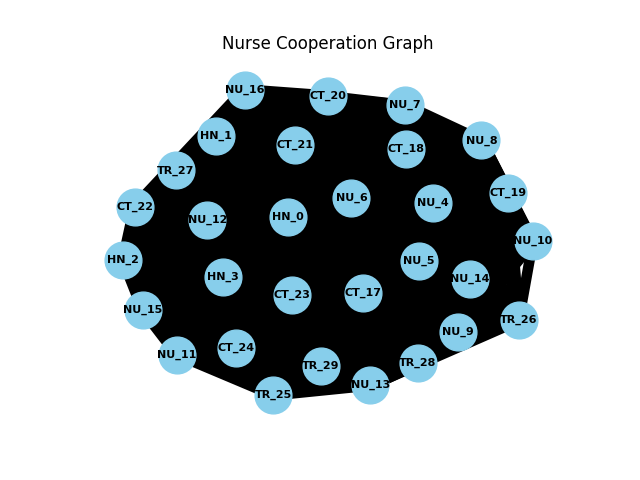 Nurse Cooperation Graph
NU_16
CT_20
NU_7
HN_1
CT_21
CT_18
NU_8
TR_27
CT_22
NU_12
HN_0
NU_6
NU_4
CT_19
NU_10
HN_2
HN_3
CT_23
CT_17
NU_5
NU_14
NU_15
TR_26
NU_9
NU_11
CT_24
TR_29
TR_28
NU_13
TR_25